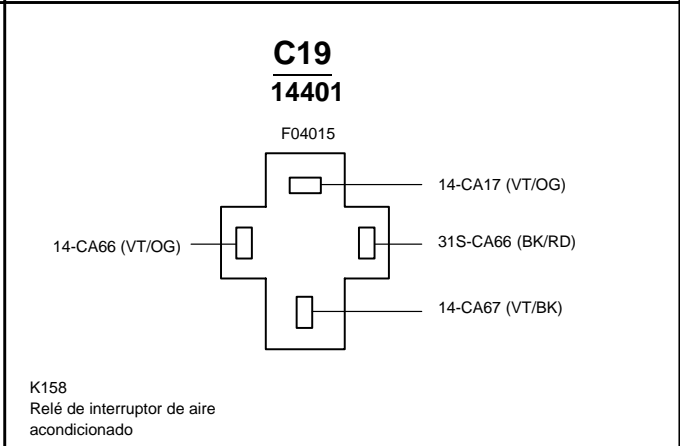 C19
14401
F04015
14-CA17 (VT/OG)
14-CA66 (VT/OG)
31S-CA66 (BK/RD)
14-CA67 (VT/BK)
K158
Relé de interruptor de aire
acondicionado